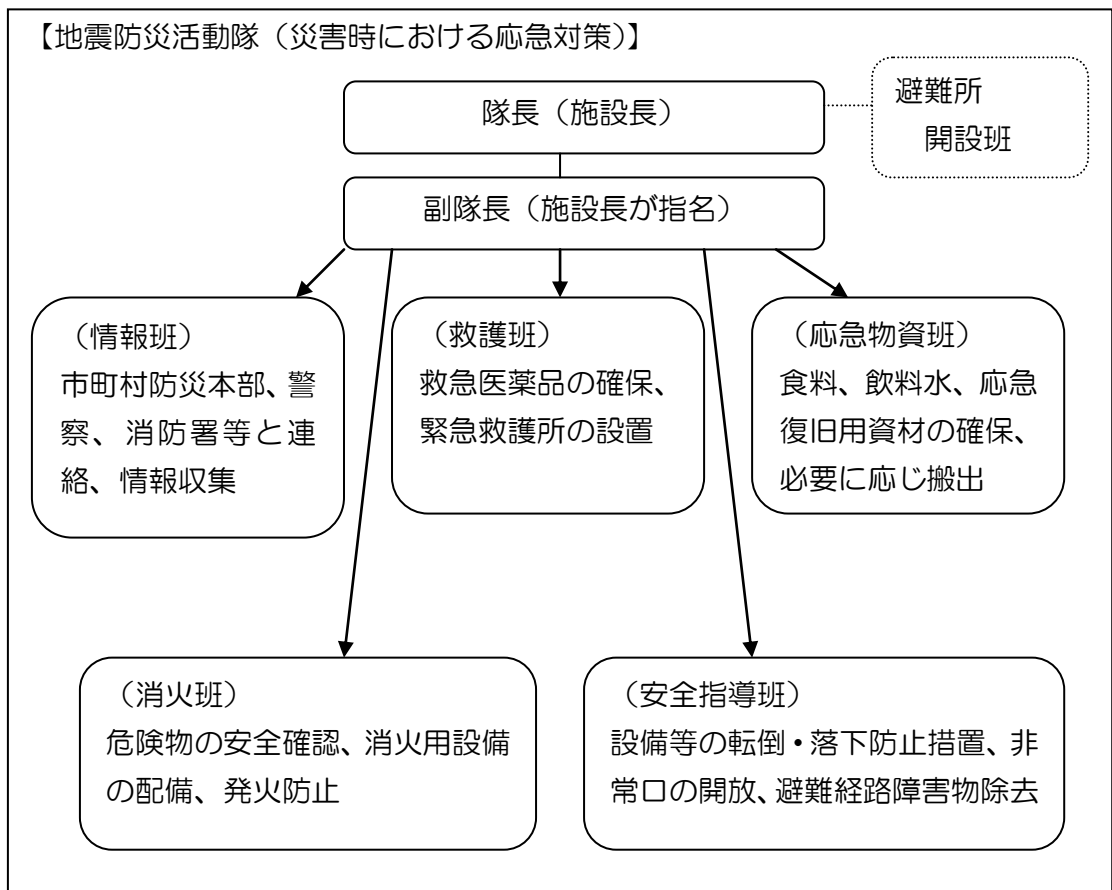 【地震防災活動隊（災害時における応急対策）】
隊長（施設長）
避難所
開設班
副隊長（施設長が指名）
（情報班）
市町村防災本部、警
察、消防署等と連
絡、情報収集
（救護班）
救急医薬品の確保、
緊急救護所の設置
（応急物資班）
食料、飲料水、応急
復旧用資材の確保、
必要に応じ搬出
（消火班）
危険物の安全確認、消火用設備
の配備、発火防止
（安全指導班）
設備等の転倒・落下防止措置、非
常口の開放、避難経路障害物除去